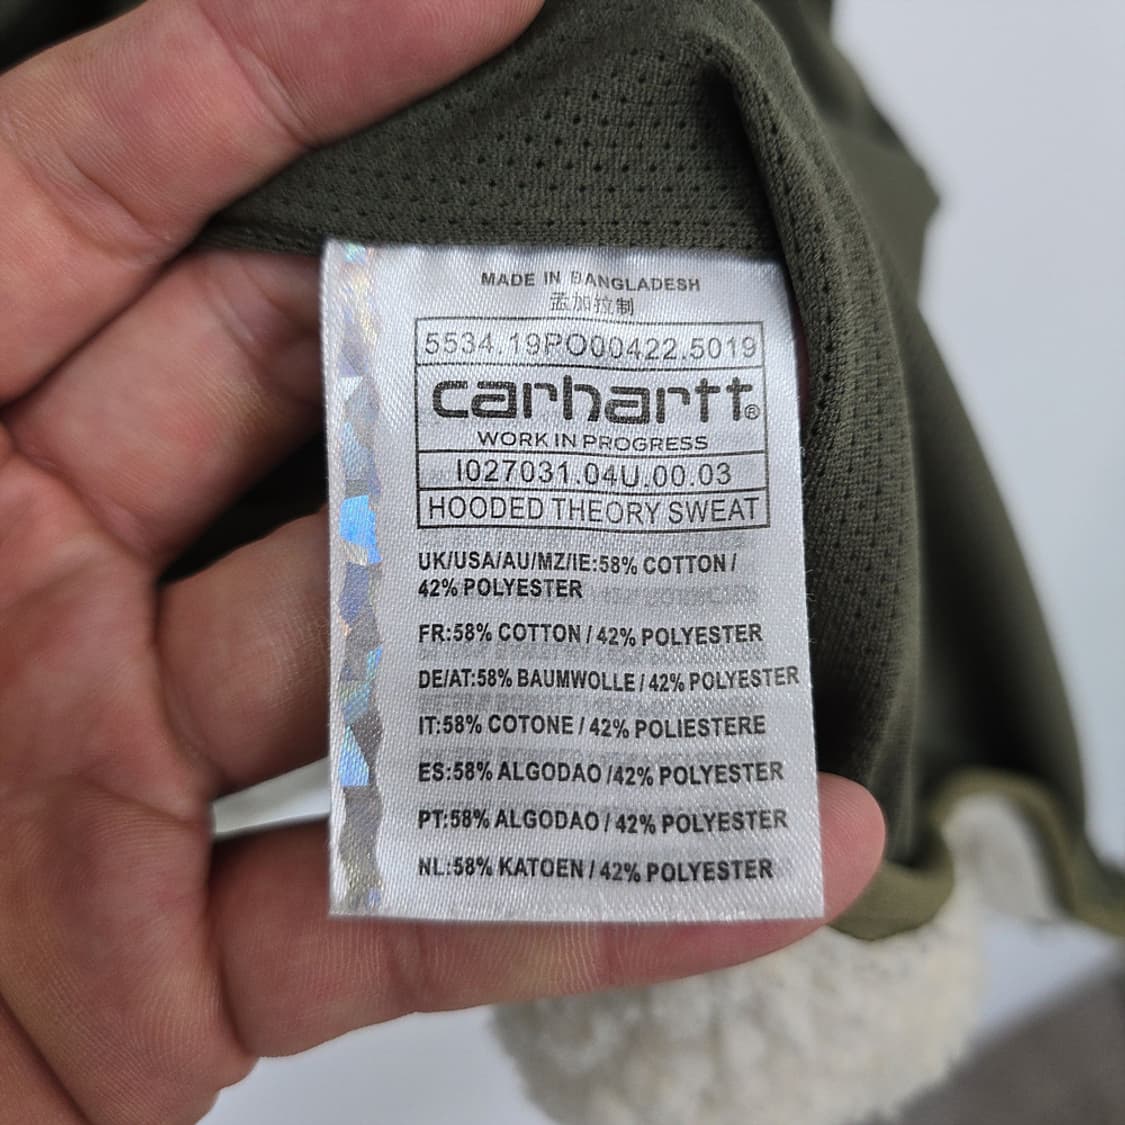 MADE IN BANGLADESH
孟加拉制
5534.19PO00422.5019
carhartt®
WORK IN PROGRESS
I027031.04U.00.03
HOODED THEORY SWEAT
UK/USA/AU/MZ/IE:58% COTTON /
42% POLYESTER
FR:58% COTTON / 42% POLYESTER
DE/AT:58% BAUMWOLLE / 42% POLYESTER
IT:58% COTONE / 42% POLIESTERE
ES:58% ALGODAO /42% POLYESTER
PT:58% ALGODAO / 42% POLYESTER
NL:58% KATOEN / 42% POLYESTER